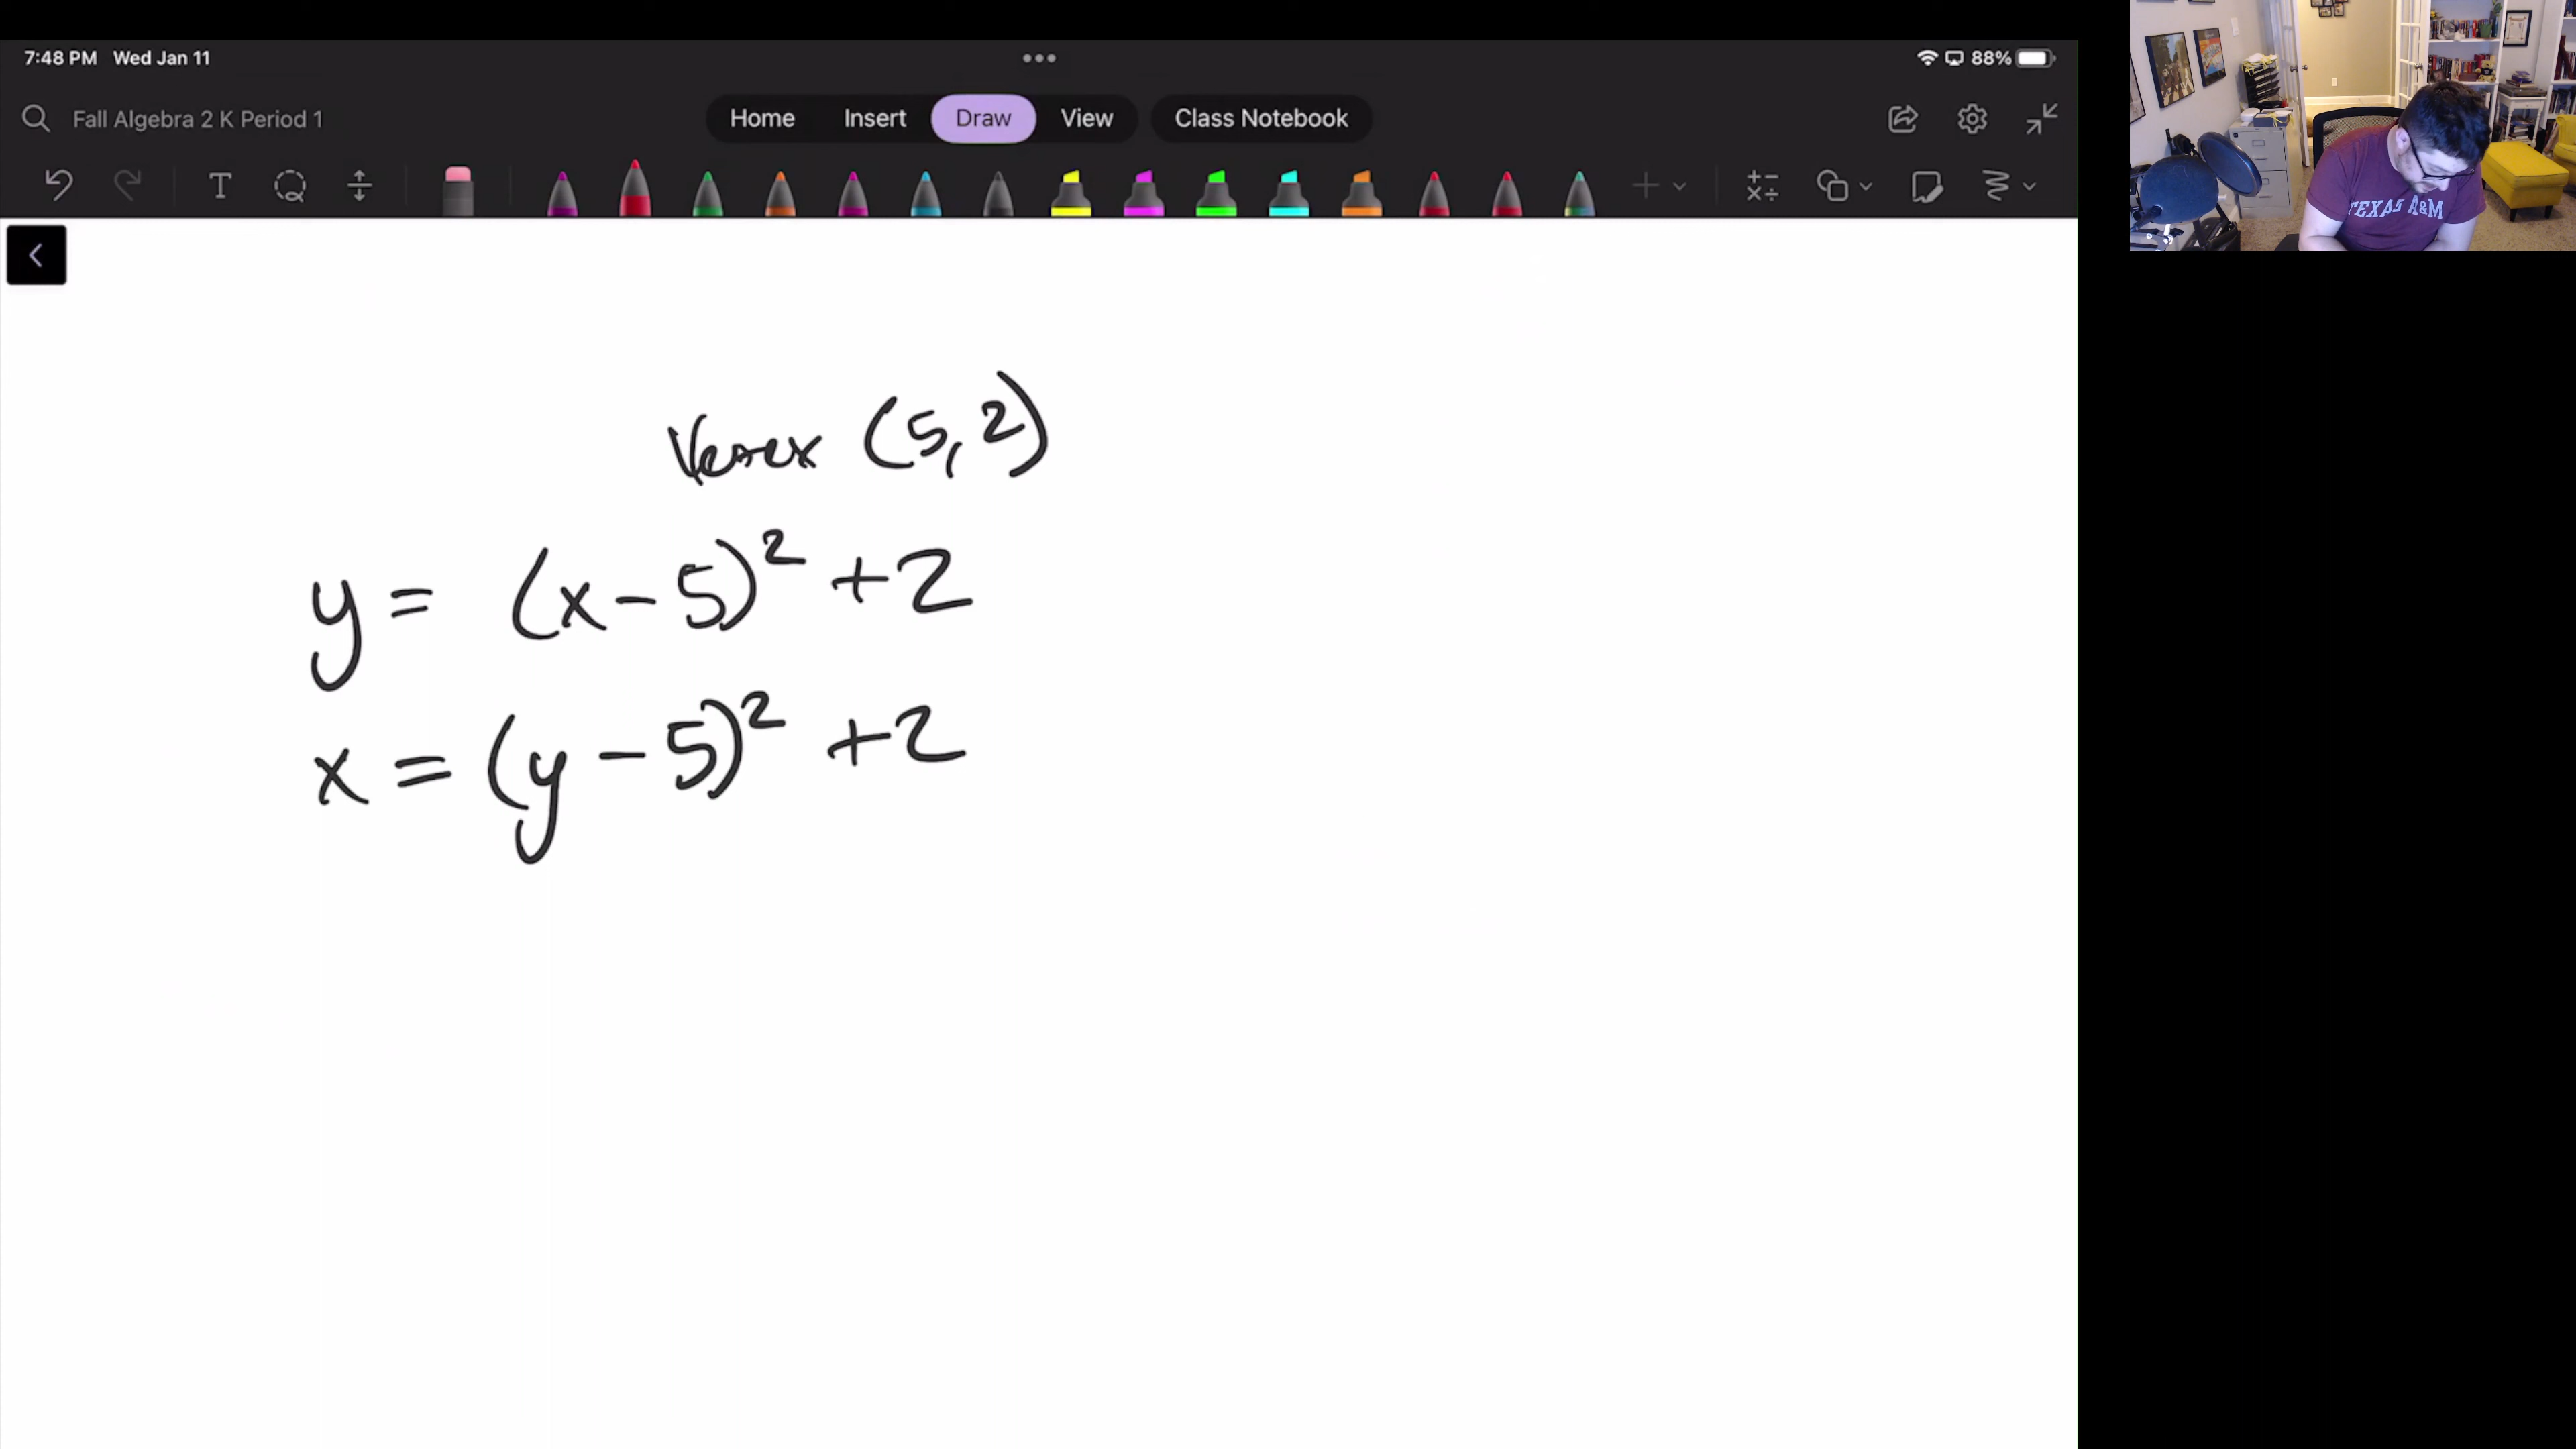 7:48 PM Wed Jan 11
88%
Fall Algebra 2 K Period 1
Home Insert Draw View Class Notebook
T
TEXAS A&M
Vertex (5, 2)
y = (x - 5)² + 2
x = (y - 5)² + 2